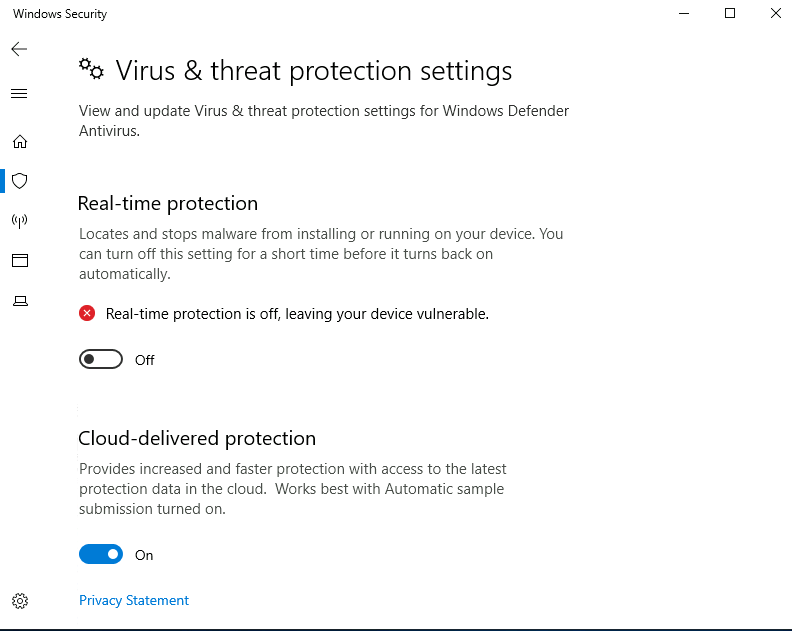 Windows Security
Virus & threat protection settings
View and update Virus & threat protection settings for Windows Defender
Antivirus.
Real-time protection
Locates and stops malware from installing or running on your device. You
can turn off this setting for a short time before it turns back on
automatically.
Real-time protection is off, leaving your device vulnerable.
Off
Cloud-delivered protection
Provides increased and faster protection with access to the latest
protection data in the cloud.  Works best with Automatic sample
submission turned on.
On
Privacy Statement